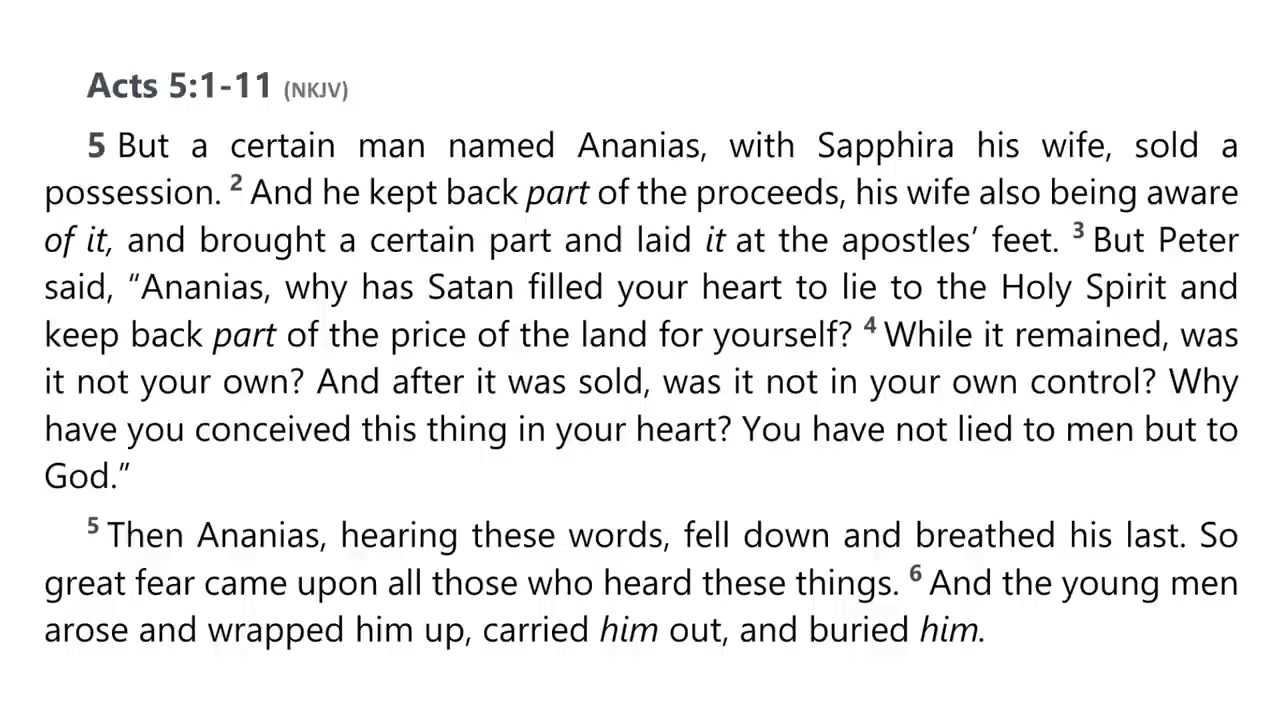 Acts 5:1-11 (NKJV)
5 But a certain man named Ananias, with Sapphira his wife, sold a
possession. 2 And he kept back part of the proceeds, his wife also being aware
of it, and brought a certain part and laid it at the apostles’ feet. 3 But Peter
said, “Ananias, why has Satan filled your heart to lie to the Holy Spirit and
keep back part of the price of the land for yourself? 4 While it remained, was
it not your own? And after it was sold, was it not in your own control? Why
have you conceived this thing in your heart? You have not lied to men but to
God.”
5 Then Ananias, hearing these words, fell down and breathed his last. So
great fear came upon all those who heard these things. 6 And the young men
arose and wrapped him up, carried him out, and buried him.